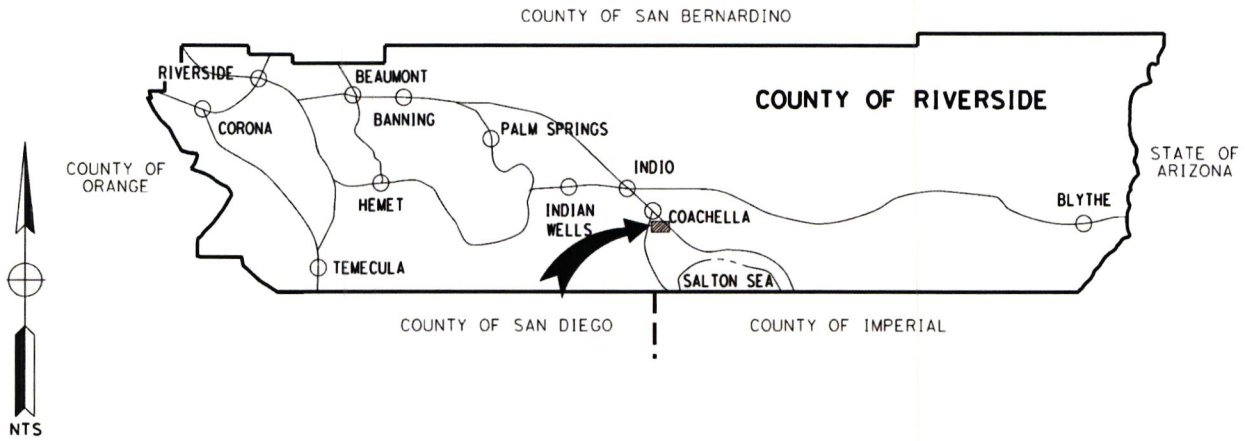 COUNTY OF SAN BERNARDINO
RIVERSIDE
BEAUMONT
COUNTY OF RIVERSIDE
CORONA
BANNING
PALM SPRINGS
COUNTY OF
ORANGE
STATE OF
ARIZONA
INDIO
HEMET
INDIAN
WELLS
COACHELLA
BLYTHE
TEMECULA
SALTON SEA
COUNTY OF SAN DIEGO
COUNTY OF IMPERIAL
NTS